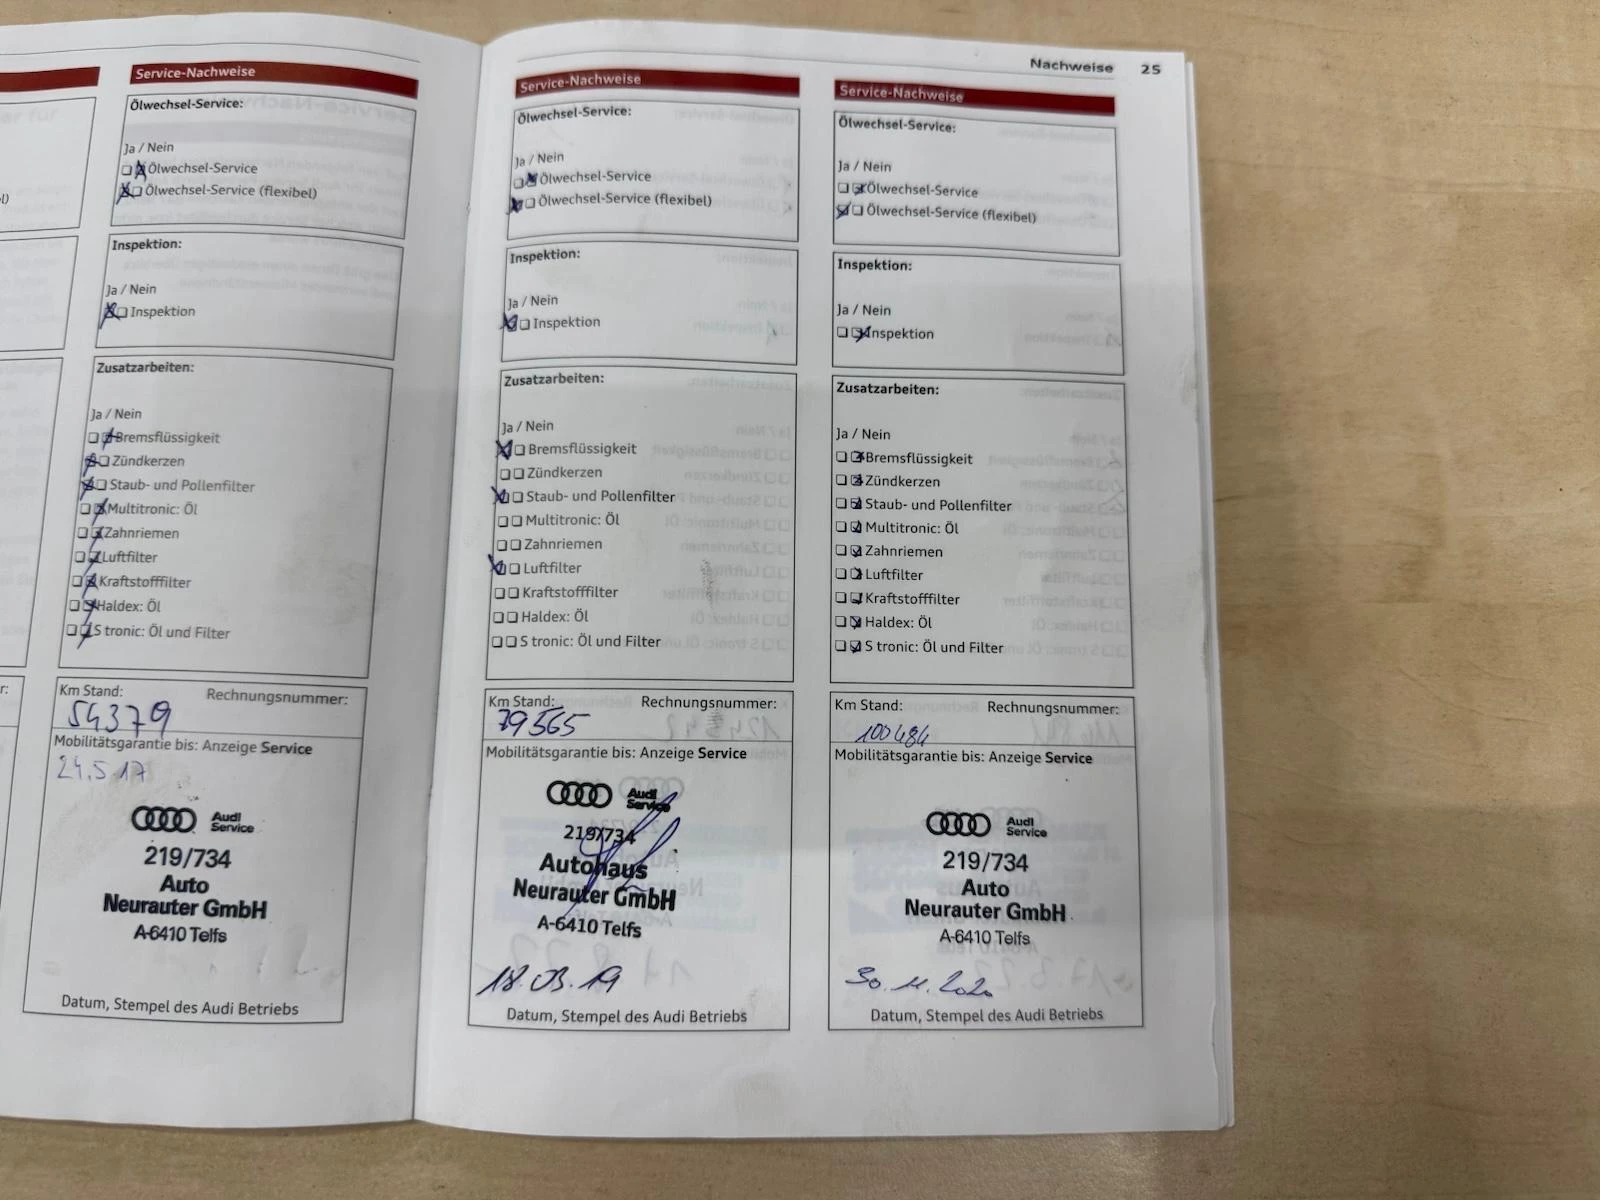 Nachweise 25
Service-Nachweise
Ölwechsel-Service:
Ja / Nein
Ölwechsel-Service
Ölwechsel-Service (flexibel)
Inspektion:
Ja / Nein
Inspektion
Zusatzarbeiten:
Ja / Nein
Bremsflüssigkeit
Zündkerzen
Staub- und Pollenfilter
Multitronic: Öl
Zahnriemen
Luftfilter
Kraftstofffilter
Haldex: Öl
S tronic: Öl und Filter
Km Stand: Rechnungsnummer:
54379
Mobilitätsgarantie bis: Anzeige Service
24.5.17
Audi
Service
219/734
Auto
Neurauter GmbH
A-6410 Telfs
Datum, Stempel des Audi Betriebs
Service-Nachweise
Ölwechsel-Service:
Ja / Nein
Ölwechsel-Service
Ölwechsel-Service (flexibel)
Inspektion:
Ja / Nein
Inspektion
Zusatzarbeiten:
Ja / Nein
Bremsflüssigkeit
Zündkerzen
Staub- und Pollenfilter
Multitronic: Öl
Zahnriemen
Luftfilter
Kraftstofffilter
Haldex: Öl
S tronic: Öl und Filter
Km Stand: Rechnungsnummer:
79565
Mobilitätsgarantie bis: Anzeige Service
Audi
Service
219/734
Autohaus
Neurauter GmbH
A-6410 Telfs
18.03.19
Datum, Stempel des Audi Betriebs
Service-Nachweise
Ölwechsel-Service:
Ja / Nein
Ölwechsel-Service
Ölwechsel-Service (flexibel)
Inspektion:
Ja / Nein
Inspektion
Zusatzarbeiten:
Ja / Nein
Bremsflüssigkeit
Zündkerzen
Staub- und Pollenfilter
Multitronic: Öl
Zahnriemen
Luftfilter
Kraftstofffilter
Haldex: Öl
S tronic: Öl und Filter
Km Stand: Rechnungsnummer:
100484
Mobilitätsgarantie bis: Anzeige Service
Audi
Service
219/734
Auto
Neurauter GmbH
A-6410 Telfs
30.11.2020
Datum, Stempel des Audi Betriebs